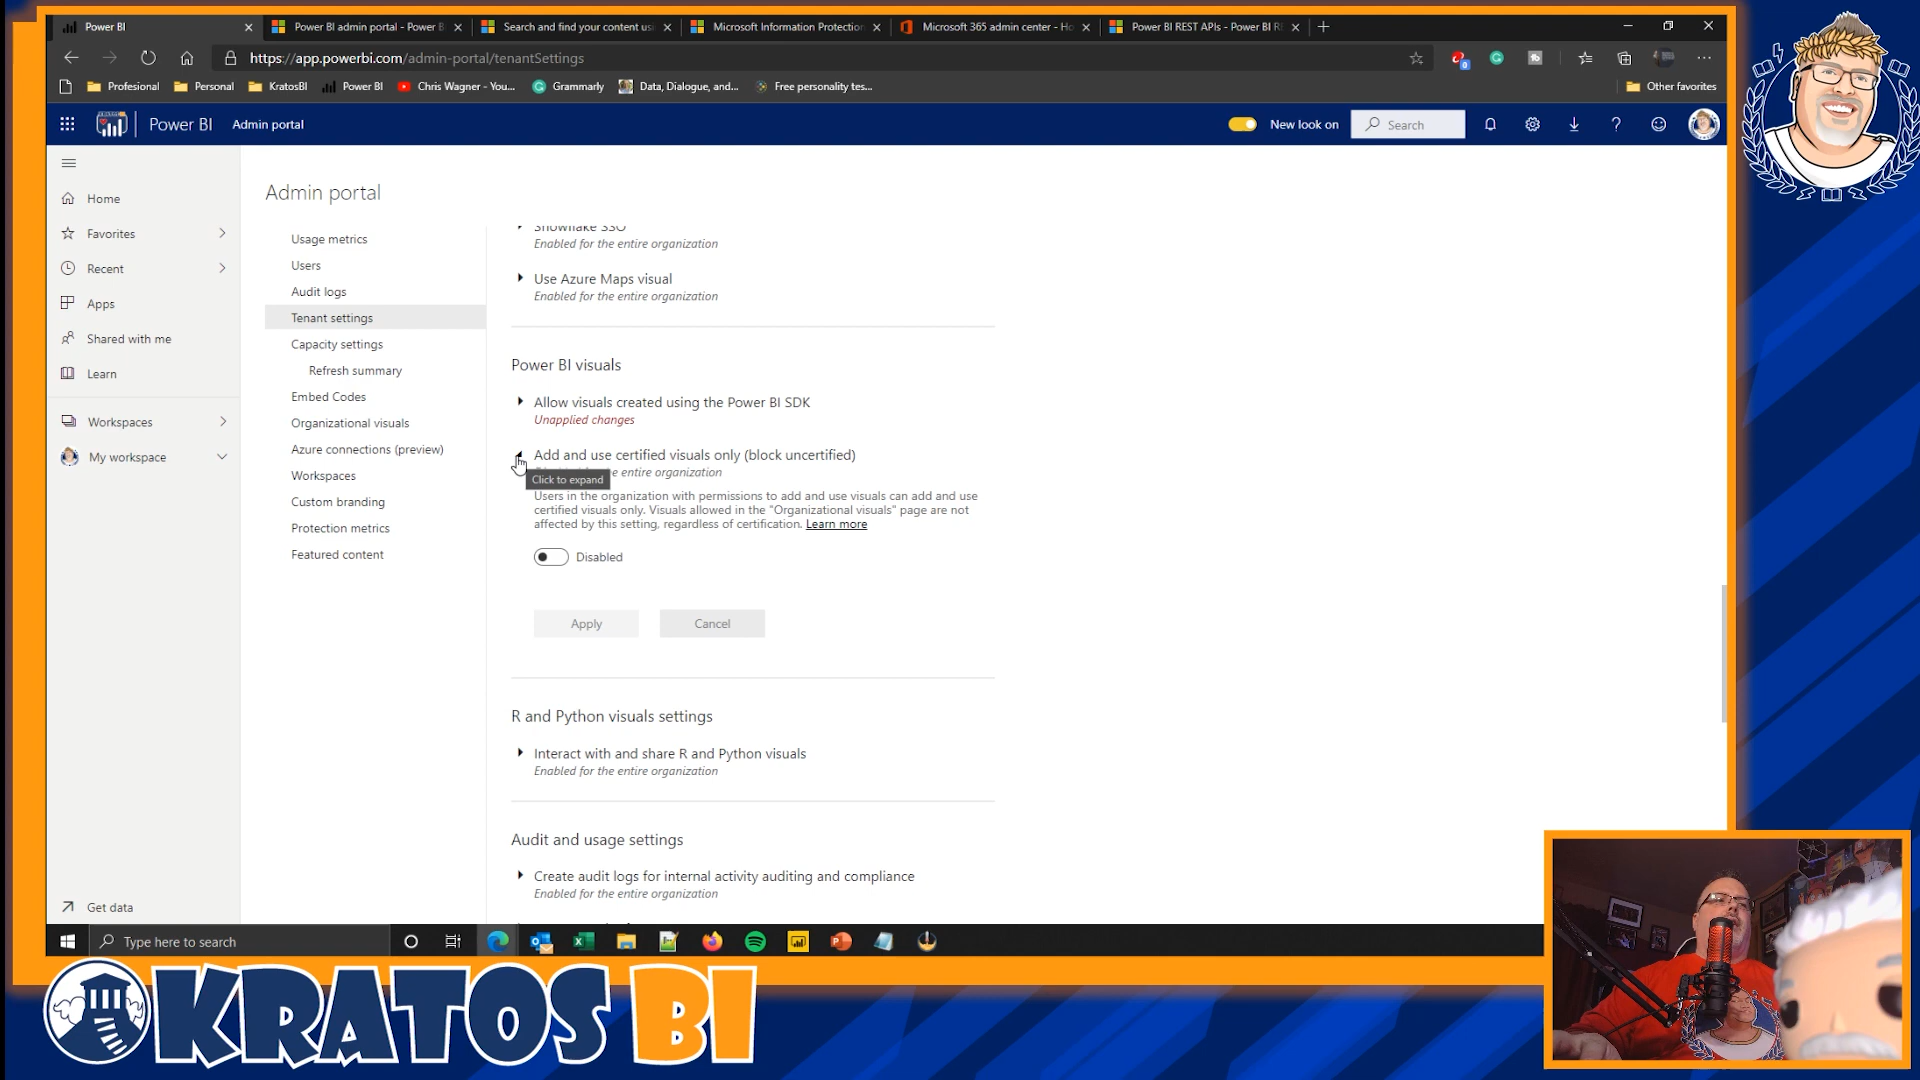 Power BI
Power BI admin portal - Power B
Search and find your content usi
Microsoft Information Protection
Microsoft 365 admin center - Ho
Power BI REST APIs - Power BI RE
https://app.powerbi.com/admin-portal/tenantSettings
Profesional
Personal
KratosBI
Power BI
Chris Wagner - You...
Grammarly
Data, Dialogue, and...
Free personality tes...
Other favorites
Power BI
Admin portal
New look on
Search
Home
Favorites
Recent
Apps
Shared with me
Learn
Workspaces
My workspace
Get data
Admin portal
Usage metrics
Users
Audit logs
Tenant settings
Capacity settings
Refresh summary
Embed Codes
Organizational visuals
Azure connections (preview)
Workspaces
Custom branding
Protection metrics
Featured content
Snowflake SSO
Enabled for the entire organization
Use Azure Maps visual
Enabled for the entire organization
Power BI visuals
Allow visuals created using the Power BI SDK
Unapplied changes
Add and use certified visuals only (block uncertified)
entire organization
Click to expand
Users in the organization with permissions to add and use visuals can add and use
certified visuals only. Visuals allowed in the "Organizational visuals" page are not
affected by this setting, regardless of certification. Learn more
Disabled
Apply
Cancel
R and Python visuals settings
Interact with and share R and Python visuals
Enabled for the entire organization
Audit and usage settings
Create audit logs for internal activity auditing and compliance
Enabled for the entire organization
Type here to search
KRATOS BI